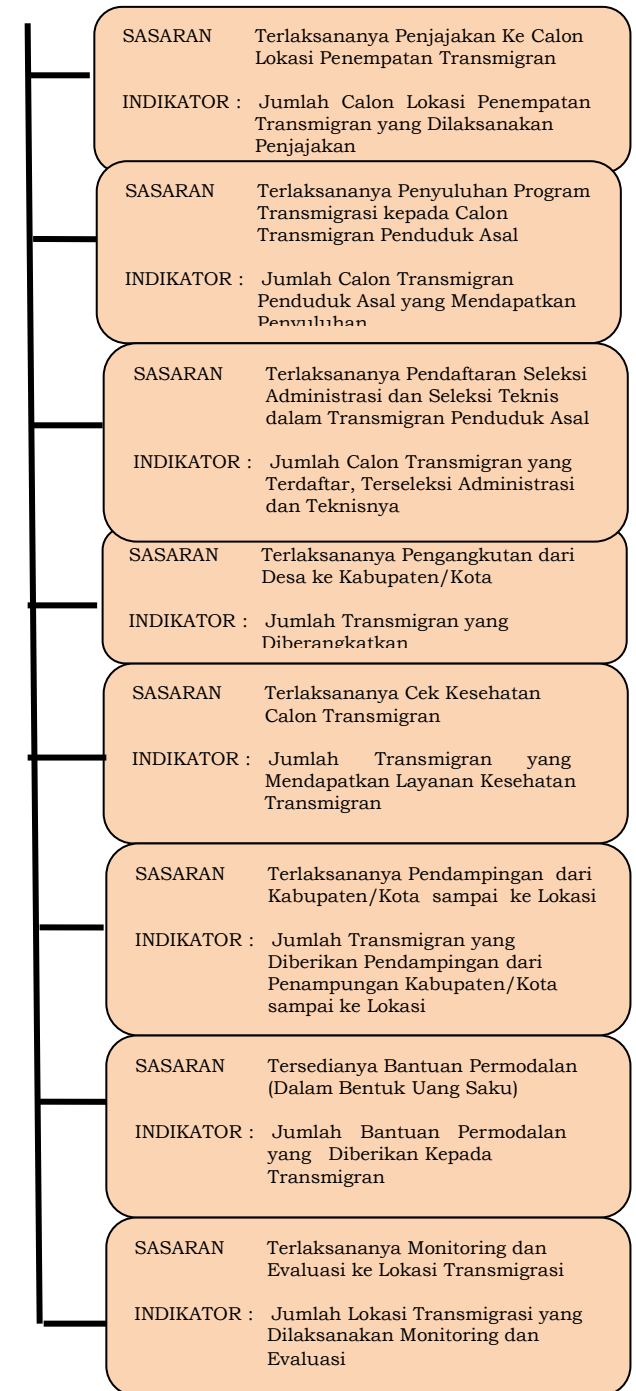 SASARAN Terlaksananya Penjajakan Ke Calon
Lokasi Penempatan Transmigran
INDIKATOR : Jumlah Calon Lokasi Penempatan
Transmigran yang Dilaksanakan
Penjajakan
SASARAN Terlaksananya Penyuluhan Program
Transmigrasi kepada Calon
Transmigran Penduduk Asal
INDIKATOR : Jumlah Calon Transmigran
Penduduk Asal yang Mendapatkan
Penyuluhan
SASARAN Terlaksananya Pendaftaran Seleksi
Administrasi dan Seleksi Teknis
dalam Transmigran Penduduk Asal
INDIKATOR : Jumlah Calon Transmigran yang
Terdaftar, Terseleksi Administrasi
dan Teknisnya
SASARAN Terlaksananya Pengangkutan dari
Desa ke Kabupaten/Kota
INDIKATOR : Jumlah Transmigran yang
Diberangkatkan
SASARAN Terlaksananya Cek Kesehatan
Calon Transmigran
INDIKATOR : Jumlah Transmigran yang
Mendapatkan Layanan Kesehatan
Transmigran
SASARAN Terlaksananya Pendampingan dari
Kabupaten/Kota sampai ke Lokasi
INDIKATOR : Jumlah Transmigran yang
Diberikan Pendampingan dari
Penampungan Kabupaten/Kota
sampai ke Lokasi
SASARAN Tersedianya Bantuan Permodalan
(Dalam Bentuk Uang Saku)
INDIKATOR : Jumlah Bantuan Permodalan
yang Diberikan Kepada
Transmigran
SASARAN Terlaksananya Monitoring dan
Evaluasi ke Lokasi Transmigrasi
INDIKATOR : Jumlah Lokasi Transmigrasi yang
Dilaksanakan Monitoring dan
Evaluasi